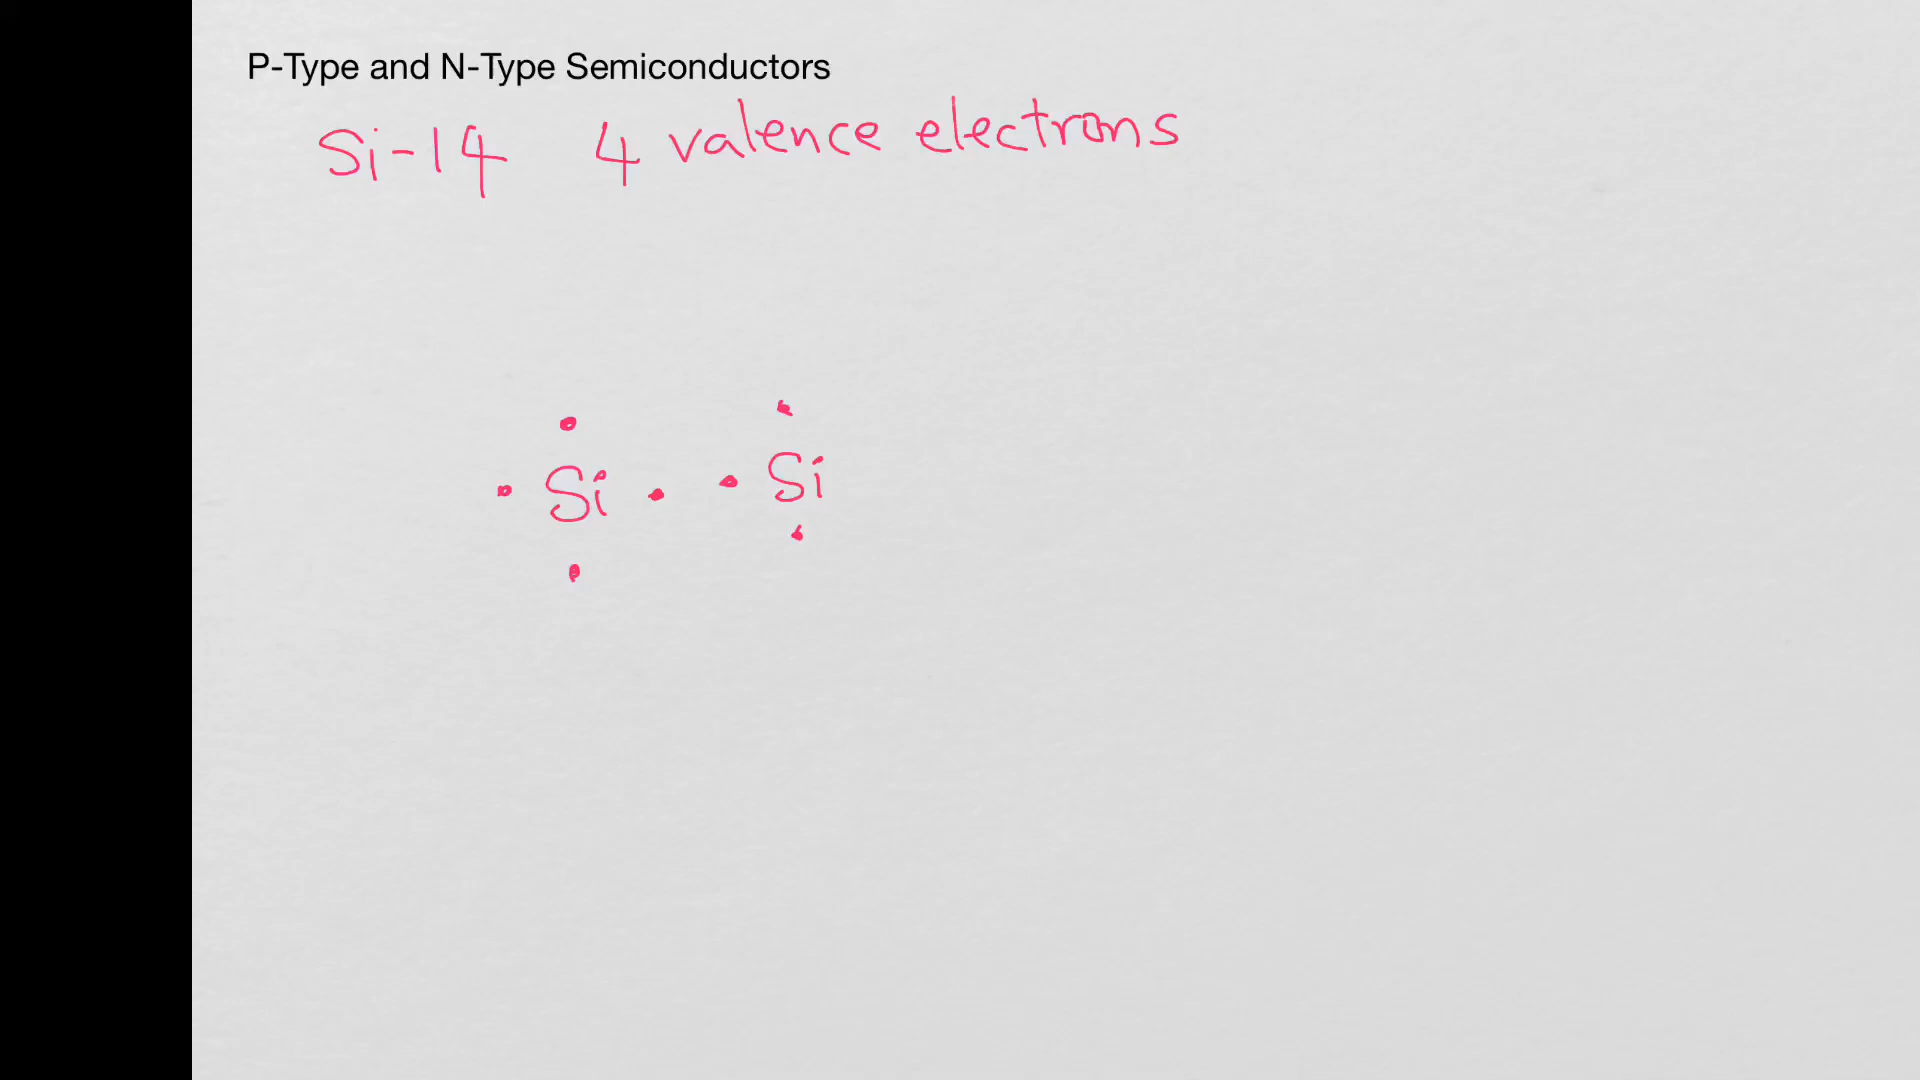 P-Type and N-Type Semiconductors
Si-14 4 valence electrons
Si Si